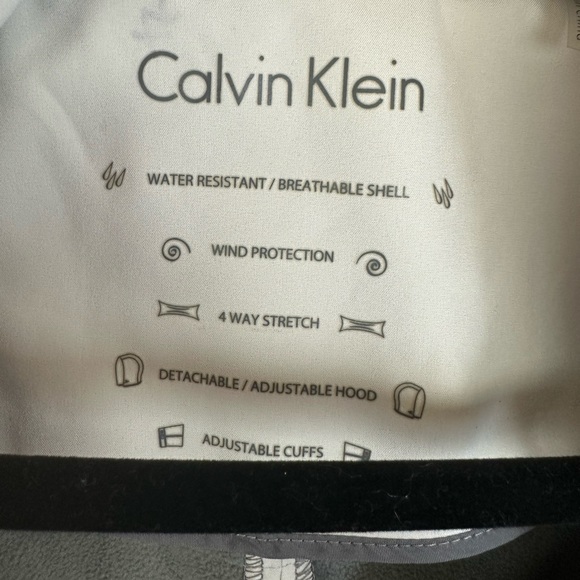 Calvin Klein
WATER RESISTANT / BREATHABLE SHELL
WIND PROTECTION
4 WAY STRETCH
DETACHABLE / ADJUSTABLE HOOD
ADJUSTABLE CUFFS